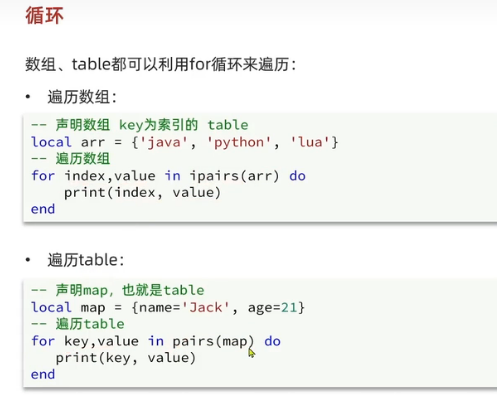 循环
数组、table都可以利用for循环来遍历：
• 遍历数组：
-- 声明数组 key为索引的 table
local arr = {'java', 'python', 'lua'}
-- 遍历数组
for index,value in ipairs(arr) do
    print(index, value)
end
• 遍历table：
-- 声明map，也就是table
local map = {name='Jack', age=21}
-- 遍历table
for key,value in pairs(map) do
   print(key, value)
end